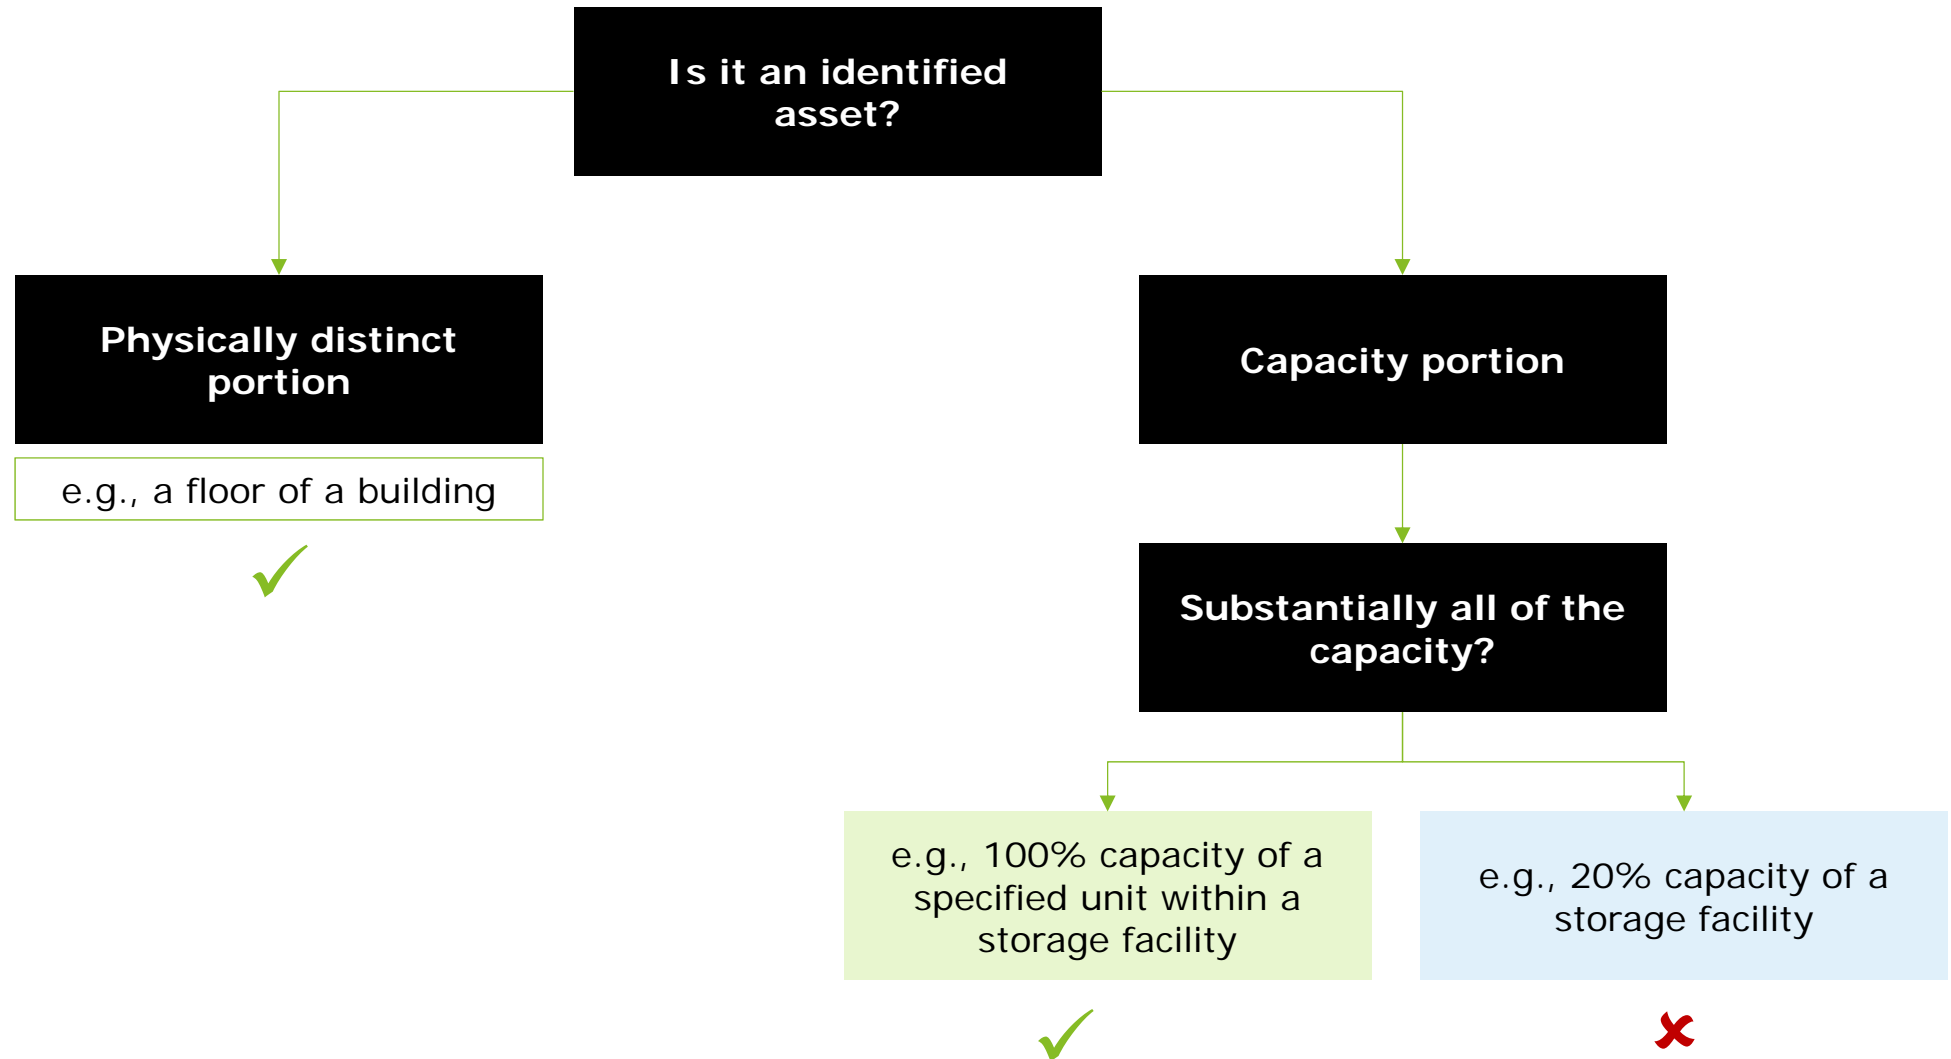 Is it an identified
asset?
Physically distinct
portion
Capacity portion
e.g., a floor of a building
Substantially all of the
capacity?
e.g., 100% capacity of a
specified unit within a
storage facility
e.g., 20% capacity of a
storage facility